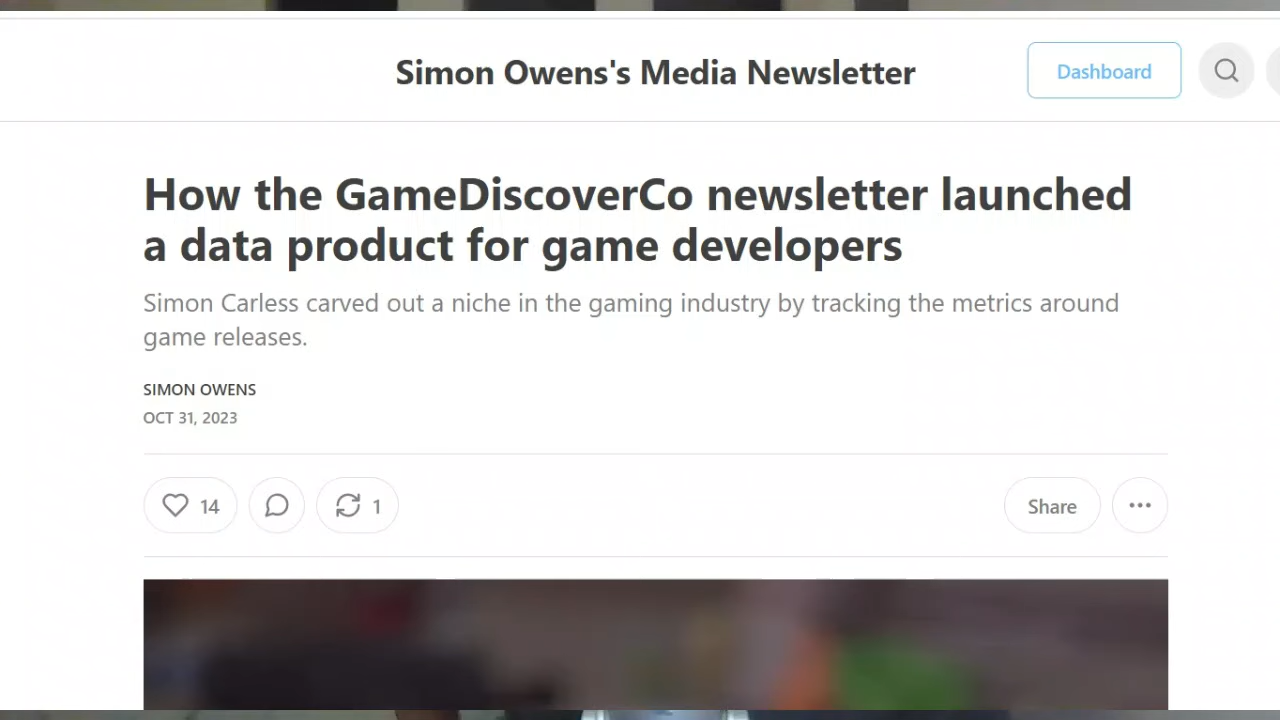 Simon Owens's Media Newsletter
Dashboard
How the GameDiscoverCo newsletter launched
a data product for game developers
Simon Carless carved out a niche in the gaming industry by tracking the metrics around
game releases.
SIMON OWENS
OCT 31, 2023
14
1
Share